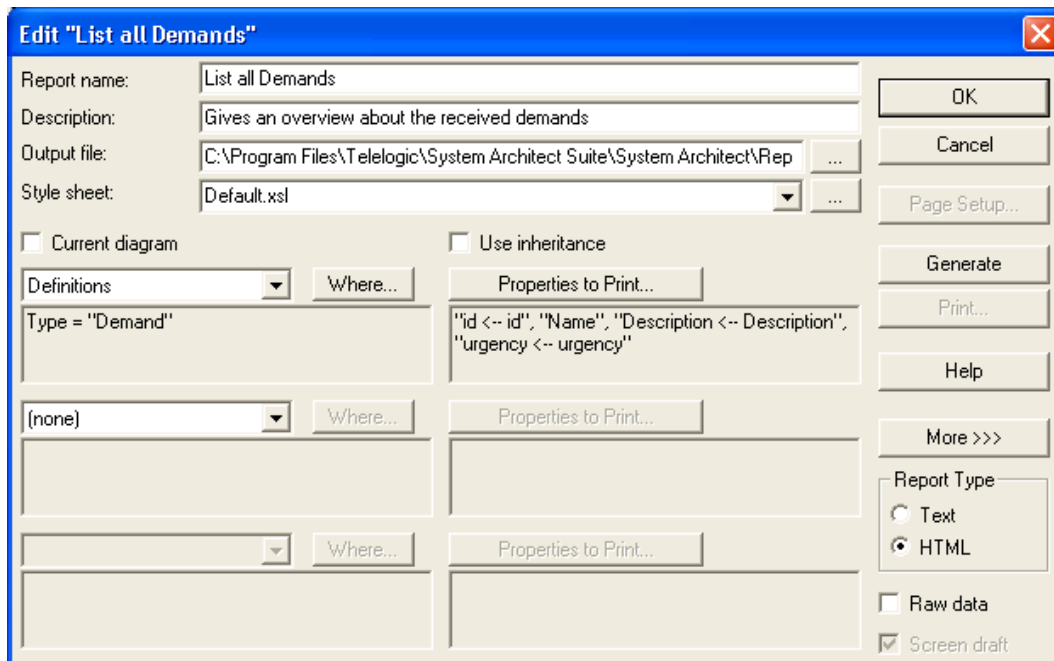 Edit "List all Demands"
Report name: List all Demands
Description: Gives an overview about the received demands
Output file: C:\Program Files\Telelogic\System Architect Suite\System Architect\Rep ...
Style sheet: Default.xsl ...
OK
Cancel
Page Setup...
Current diagram Use inheritance
Definitions Where... Properties to Print...
Generate
Type = "Demand"
"id <-- id", "Name", "Description <-- Description",
"urgency <-- urgency"
Print...
Help
(none) Where... Properties to Print...
More >>>
Report Type
Text
HTML
Where... Properties to Print...
Raw data
Screen draft